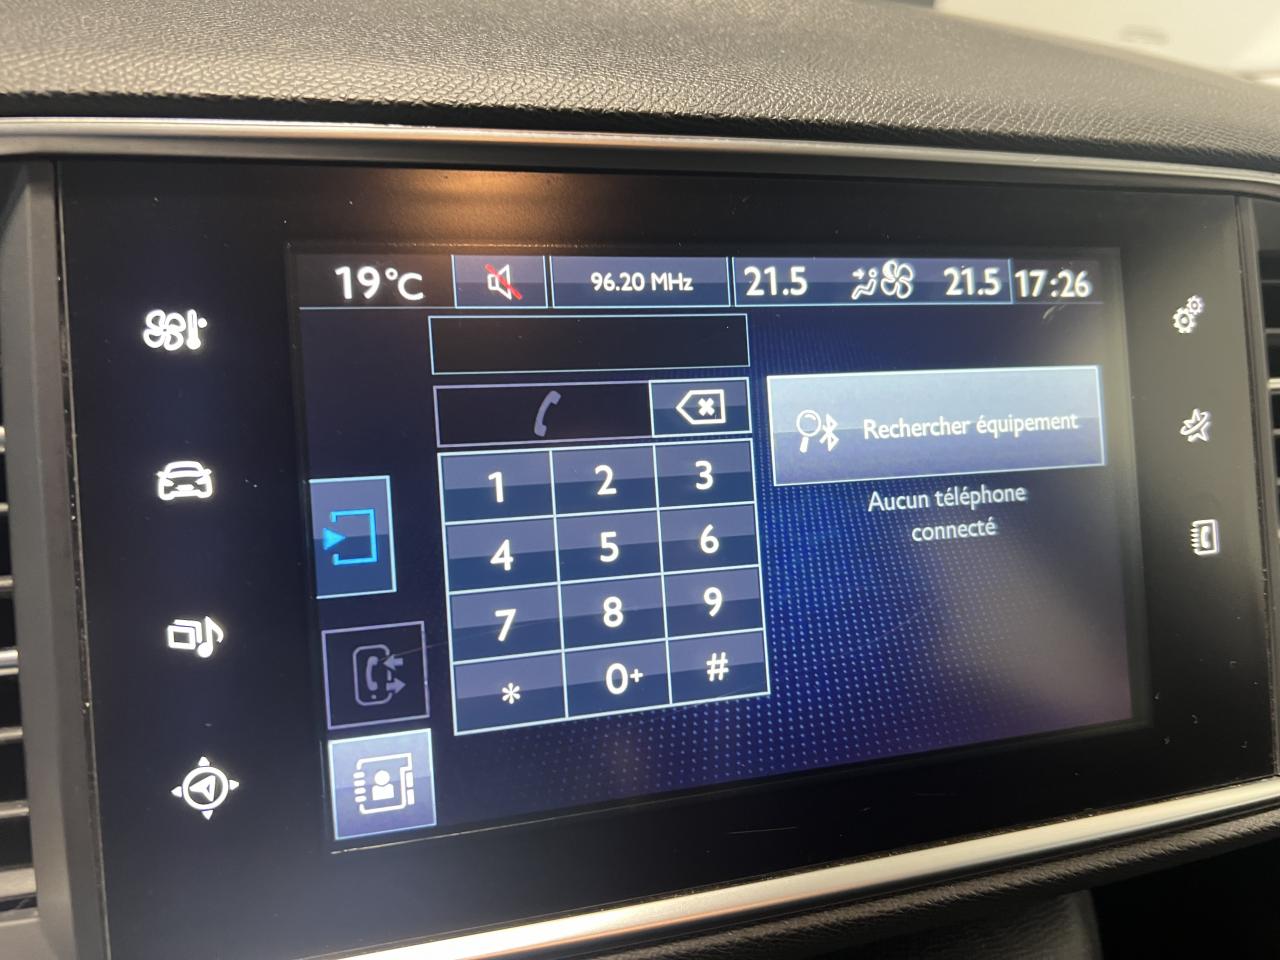 19°C
96.20 MHz
21.5
21.5
17:26
Rechercher équipement
Aucun téléphone
connecté
1 2 3
4 5 6
7 8 9
* 0+ #